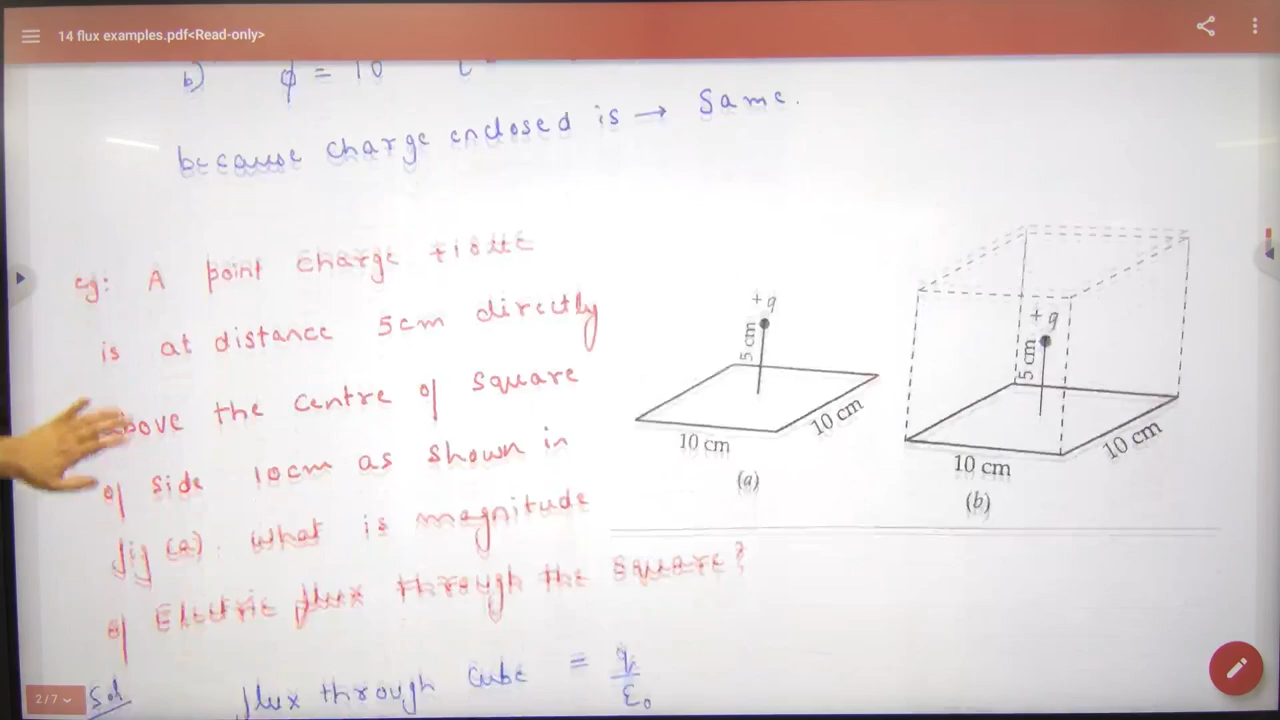 14 flux examples.pdf<Read-only>
b) φ = 10
because charge enclosed is → Same.
eg: A point charge +10μC
is at distance 5cm directly
above the centre of square
of side 10cm as shown in
fig (a). What is magnitude
of Electric flux through the square?
+q
5 cm
10 cm
10 cm
(a)
+q
5 cm
10 cm
10 cm
(b)
Sol flux through cube = q/ε₀
2/7